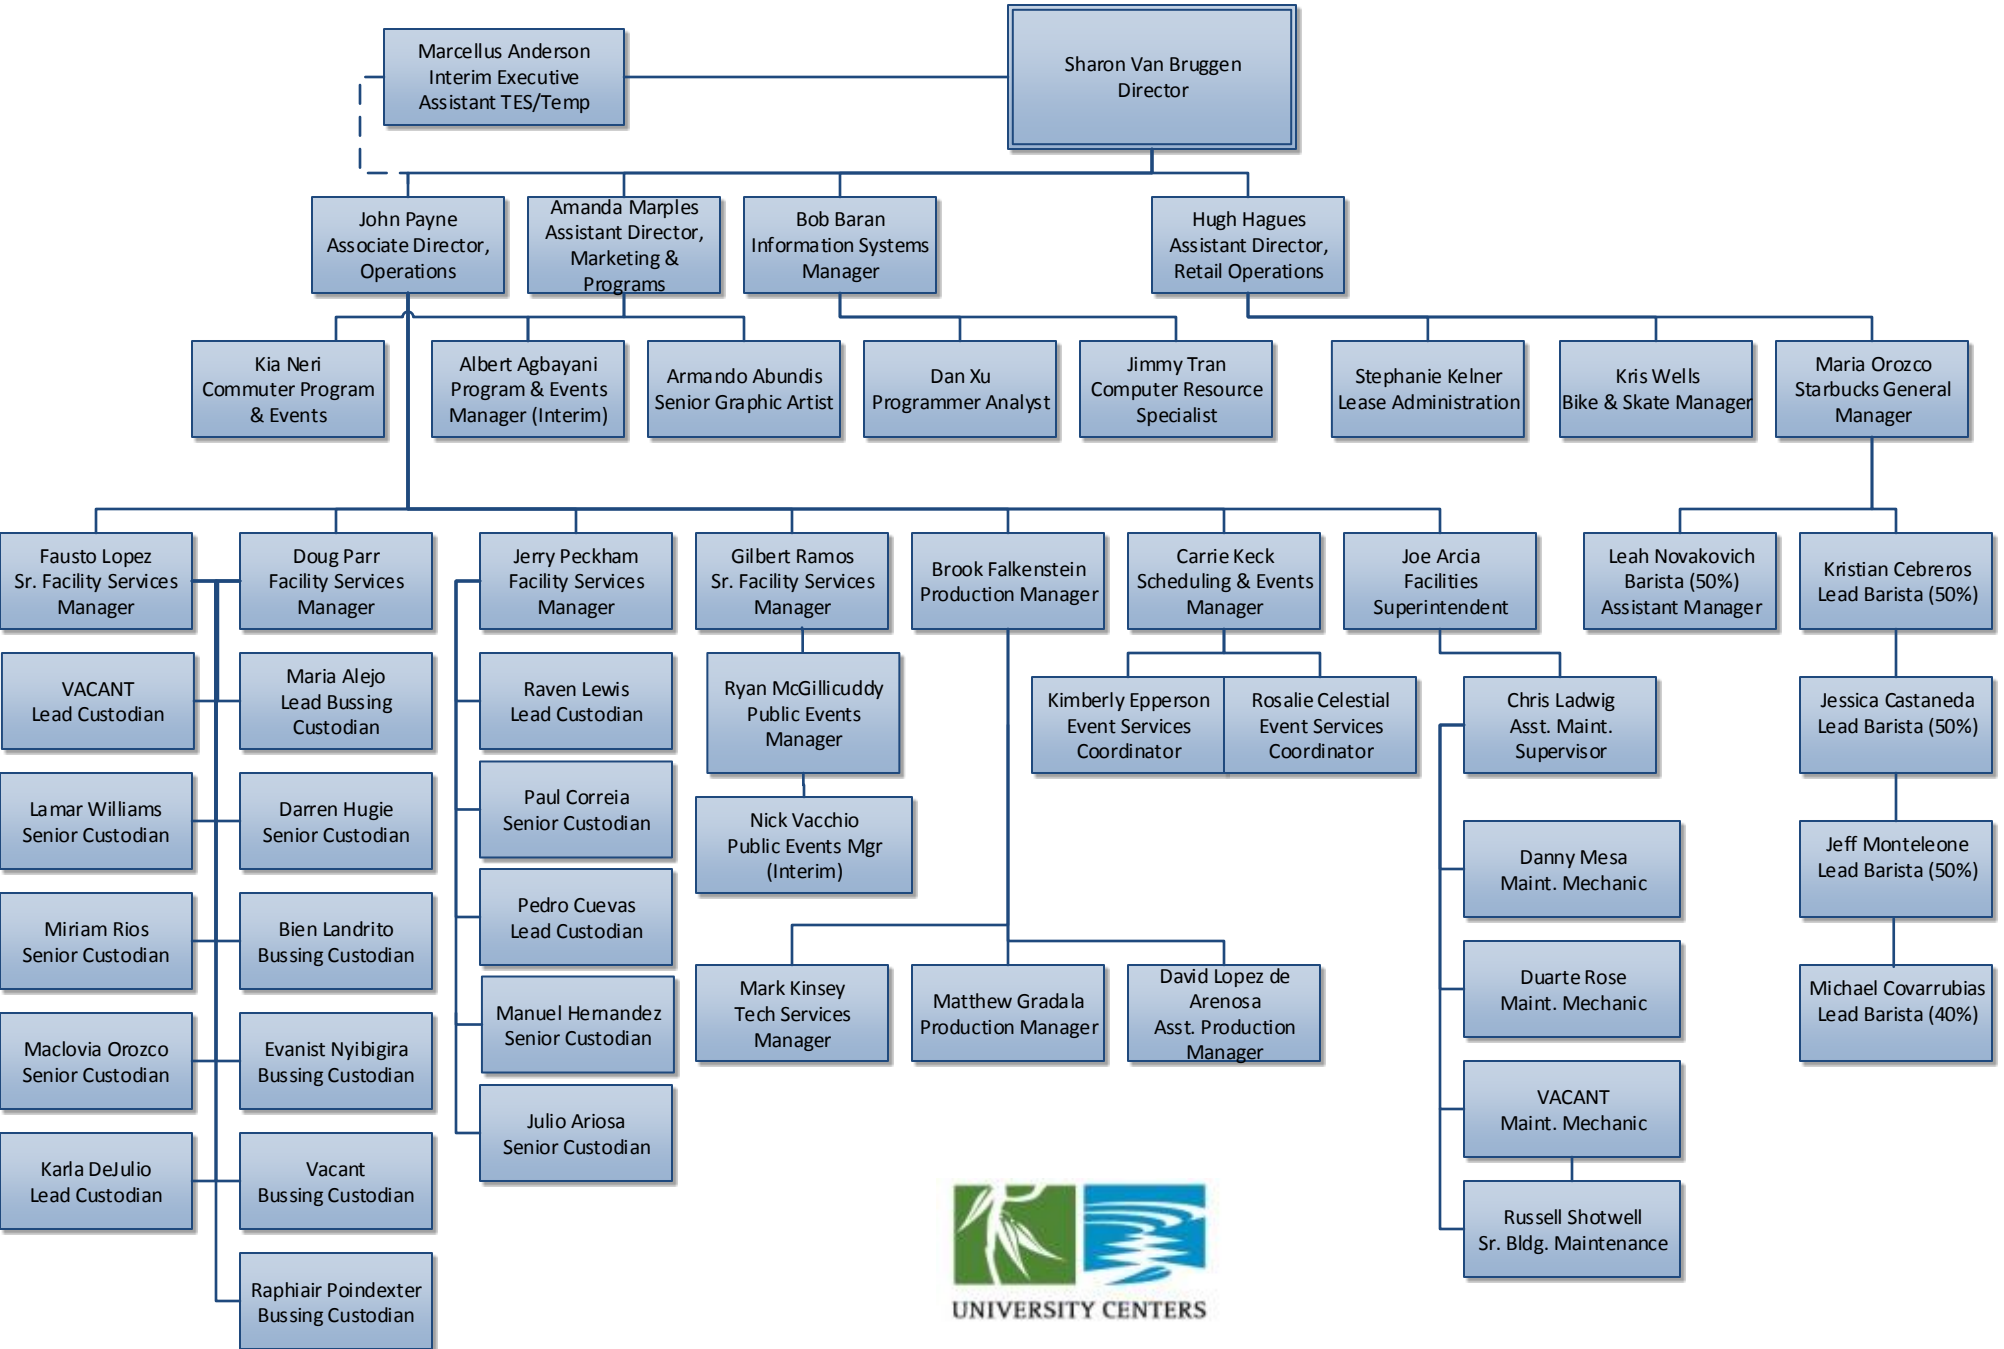 Marcellus Anderson
Interim Executive
Assistant TES/Temp
Sharon Van Bruggen
Director
John Payne
Associate Director,
Operations
Amanda Marples
Assistant Director,
Marketing &
Programs
Bob Baran
Information Systems
Manager
Hugh Hagues
Assistant Director,
Retail Operations
Kia Neri
Commuter Program
& Events
Albert Agbayani
Program & Events
Manager (Interim)
Armando Abundis
Senior Graphic Artist
Dan Xu
Programmer Analyst
Jimmy Tran
Computer Resource
Specialist
Stephanie Kelner
Lease Administration
Kris Wells
Bike & Skate Manager
Maria Orozco
Starbucks General
Manager
Fausto Lopez
Sr. Facility Services
Manager
Doug Parr
Facility Services
Manager
Jerry Peckham
Facility Services
Manager
Gilbert Ramos
Sr. Facility Services
Manager
Brook Falkenstein
Production Manager
Carrie Keck
Scheduling & Events
Manager
Joe Arcia
Facilities
Superintendent
Leah Novakovich
Barista (50%)
Assistant Manager
Kristian Cebreros
Lead Barista (50%)
VACANT
Lead Custodian
Maria Alejo
Lead Bussing
Custodian
Raven Lewis
Lead Custodian
Ryan McGillicuddy
Public Events
Manager
Kimberly Epperson
Event Services
Coordinator
Rosalie Celestial
Event Services
Coordinator
Chris Ladwig
Asst. Maint.
Supervisor
Jessica Castaneda
Lead Barista (50%)
Lamar Williams
Senior Custodian
Darren Hugie
Senior Custodian
Paul Correia
Senior Custodian
Nick Vacchio
Public Events Mgr
(Interim)
Danny Mesa
Maint. Mechanic
Jeff Monteleone
Lead Barista (50%)
Miriam Rios
Senior Custodian
Bien Landrito
Bussing Custodian
Pedro Cuevas
Lead Custodian
Mark Kinsey
Tech Services
Manager
Matthew Gradala
Production Manager
David Lopez de
Arenosa
Asst. Production
Manager
Duarte Rose
Maint. Mechanic
Michael Covarrubias
Lead Barista (40%)
Maclovia Orozco
Senior Custodian
Evanist Nyibigira
Bussing Custodian
Manuel Hernandez
Senior Custodian
VACANT
Maint. Mechanic
Karla DeJulio
Lead Custodian
Vacant
Bussing Custodian
Julio Ariosa
Senior Custodian
Russell Shotwell
Sr. Bldg. Maintenance
Raphiair Poindexter
Bussing Custodian
UNIVERSITY CENTERS